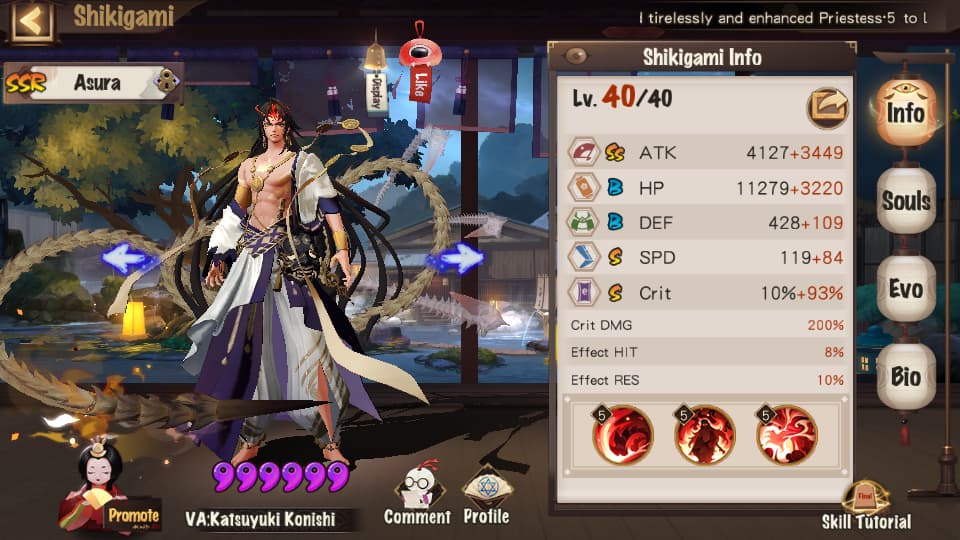 Shikigami
l tirelessly and enhanced Priestess·5 to l
SSR Asura
Display
Like
Shikigami Info
Lv. 40/40
SS ATK 4127+3449
B HP 11279+3220
B DEF 428+109
S SPD 119+84
S Crit 10%+93%
Crit DMG 200%
Effect HIT 8%
Effect RES 10%
5 5 5
Info
Souls
Evo
Bio
Promote
VA:Katsuyuki Konishi
Comment
Profile
Final
Skill Tutorial